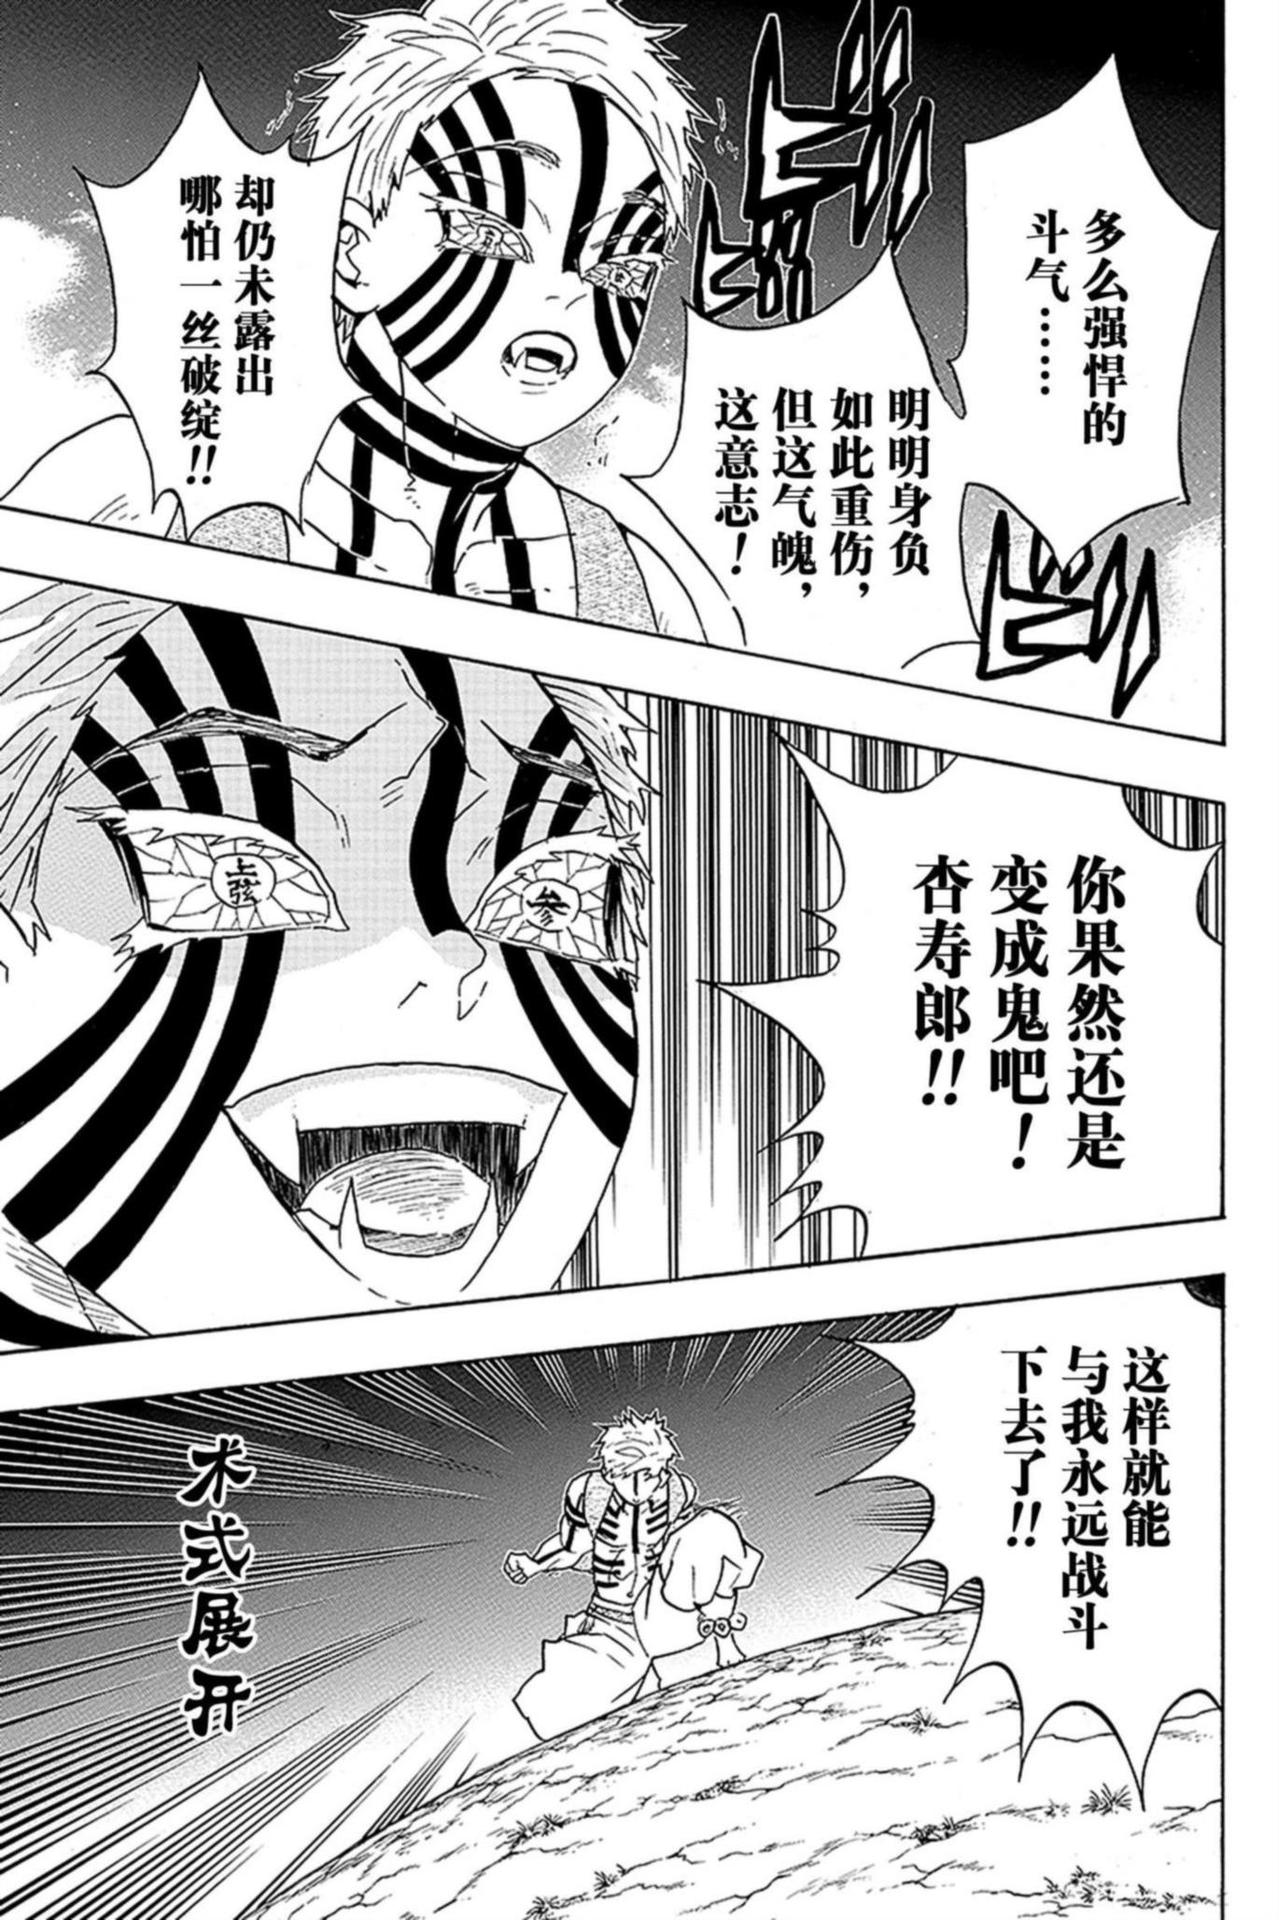 多么强悍的
斗气……
明明身负
如此重伤，
但这气魄，
这意志！
却仍未露出
哪怕一丝破绽!!
上弦
参
你果然还是
变成鬼吧！
杏寿郎!!
这样就能
与我永远战斗
下去了!!
术式展开